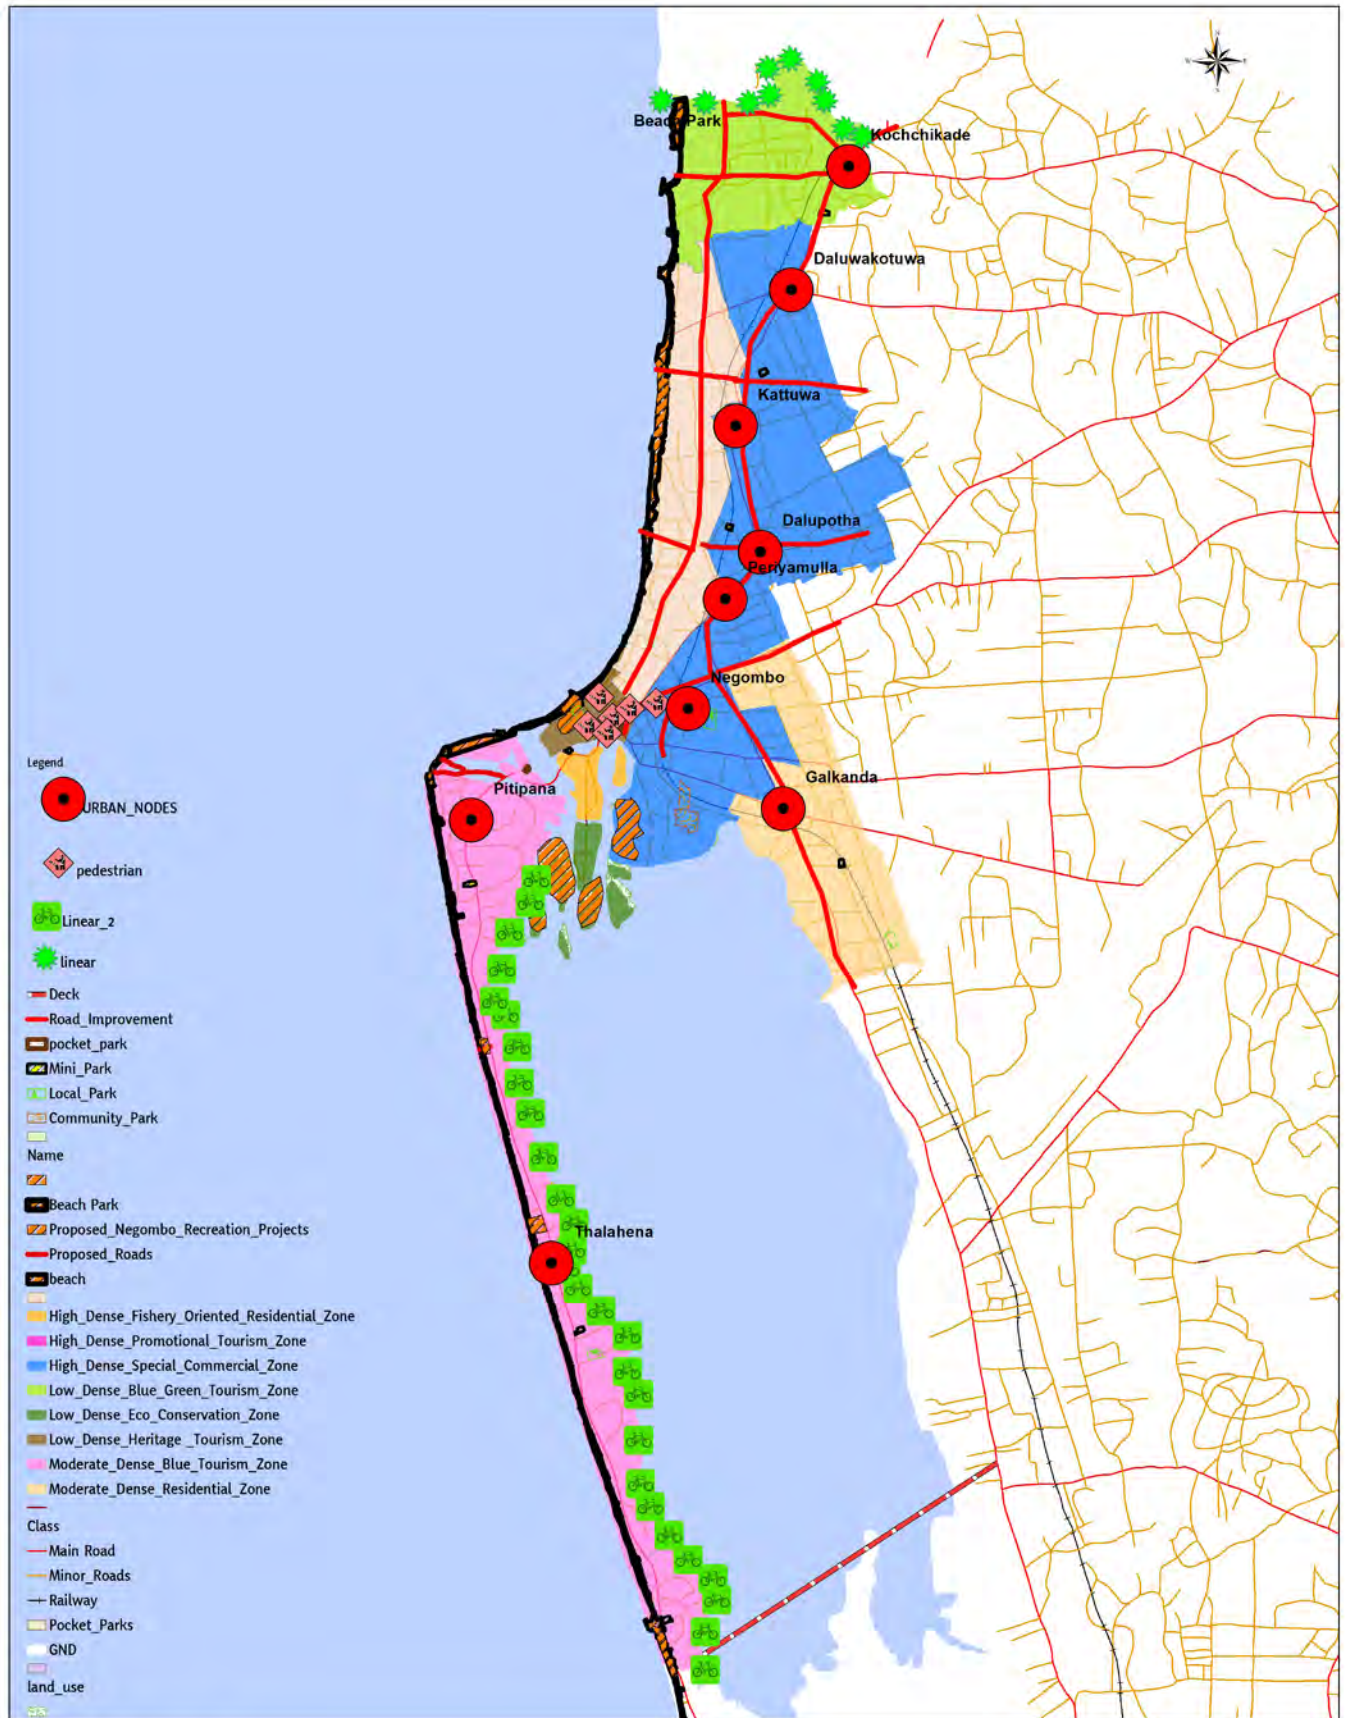 N
W
E
S
Beach Park
Kochchikade
Daluwakotuwa
Kattuwa
Dalupotha
Periyamulla
Negombo
Galkanda
Pitipana
Thalahena
Legend
URBAN_NODES
pedestrian
Linear_2
linear
Deck
Road_Improvement
pocket_park
Mini_Park
Local_Park
Community_Park
Name
Beach Park
Proposed_Negombo_Recreation_Projects
Proposed_Roads
beach
High_Dense_Fishery_Oriented_Residential_Zone
High_Dense_Promotional_Tourism_Zone
High_Dense_Special_Commercial_Zone
Low_Dense_Blue_Green_Tourism_Zone
Low_Dense_Eco_Conservation_Zone
Low_Dense_Heritage _Tourism_Zone
Moderate_Dense_Blue_Tourism_Zone
Moderate_Dense_Residential_Zone
Class
Main Road
Minor_Roads
Railway
Pocket_Parks
GND
land_use